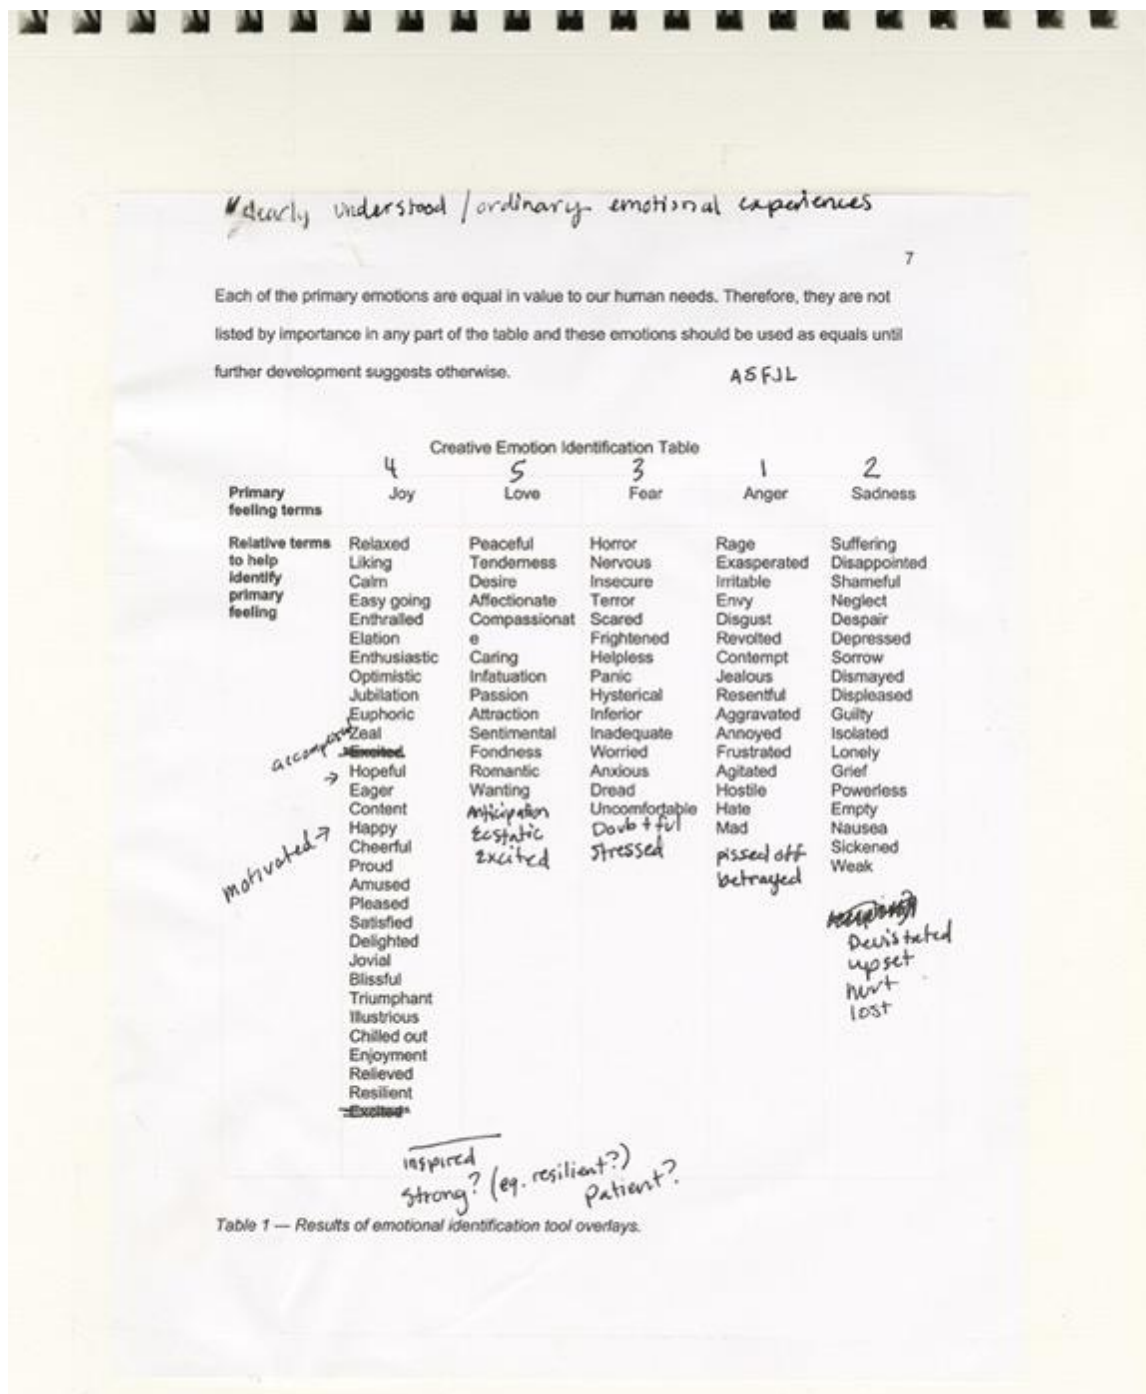 clearly understood / ordinary emotional experiences
7
Each of the primary emotions are equal in value to our human needs. Therefore, they are not
listed by importance in any part of the table and these emotions should be used as equals until
further development suggests otherwise.
ASFJL
Creative Emotion Identification Table
4 5 3 1 2
Primary feeling terms Joy Love Fear Anger Sadness
Relative terms Relaxed Peaceful Horror Rage Suffering
to help Liking Tenderness Nervous Exasperated Disappointed
identify Calm Desire Insecure Irritable Shameful
primary Easy going Affectionate Terror Envy Neglect
feeling Enthralled Compassionat Scared Disgust Despair
Elation e Frightened Revolted Depressed
Enthusiastic Caring Helpless Contempt Sorrow
Optimistic Infatuation Panic Jealous Dismayed
Jubilation Passion Hysterical Resentful Displeased
Euphoric Attraction Inferior Aggravated Guilty
Zeal Sentimental Inadequate Annoyed Isolated
Excited Fondness Worried Frustrated Lonely
→ Hopeful Romantic Anxious Agitated Grief
Eager Wanting Dread Hostile Powerless
Content Anticipation Uncomfortable Hate Empty
motivated → Happy Ecstatic Doubtful Mad Nausea
Cheerful Excited stressed pissed off Sickened
Proud betrayed Weak
Amused
Pleased
Satisfied
Delighted Devistated
Jovial upset
Blissful hurt
Triumphant lost
Illustrious
Chilled out
Enjoyment
Relieved
Resilient
Excited
inspired
strong? (eg. resilient?)
Patient?
Table 1 — Results of emotional identification tool overlays.